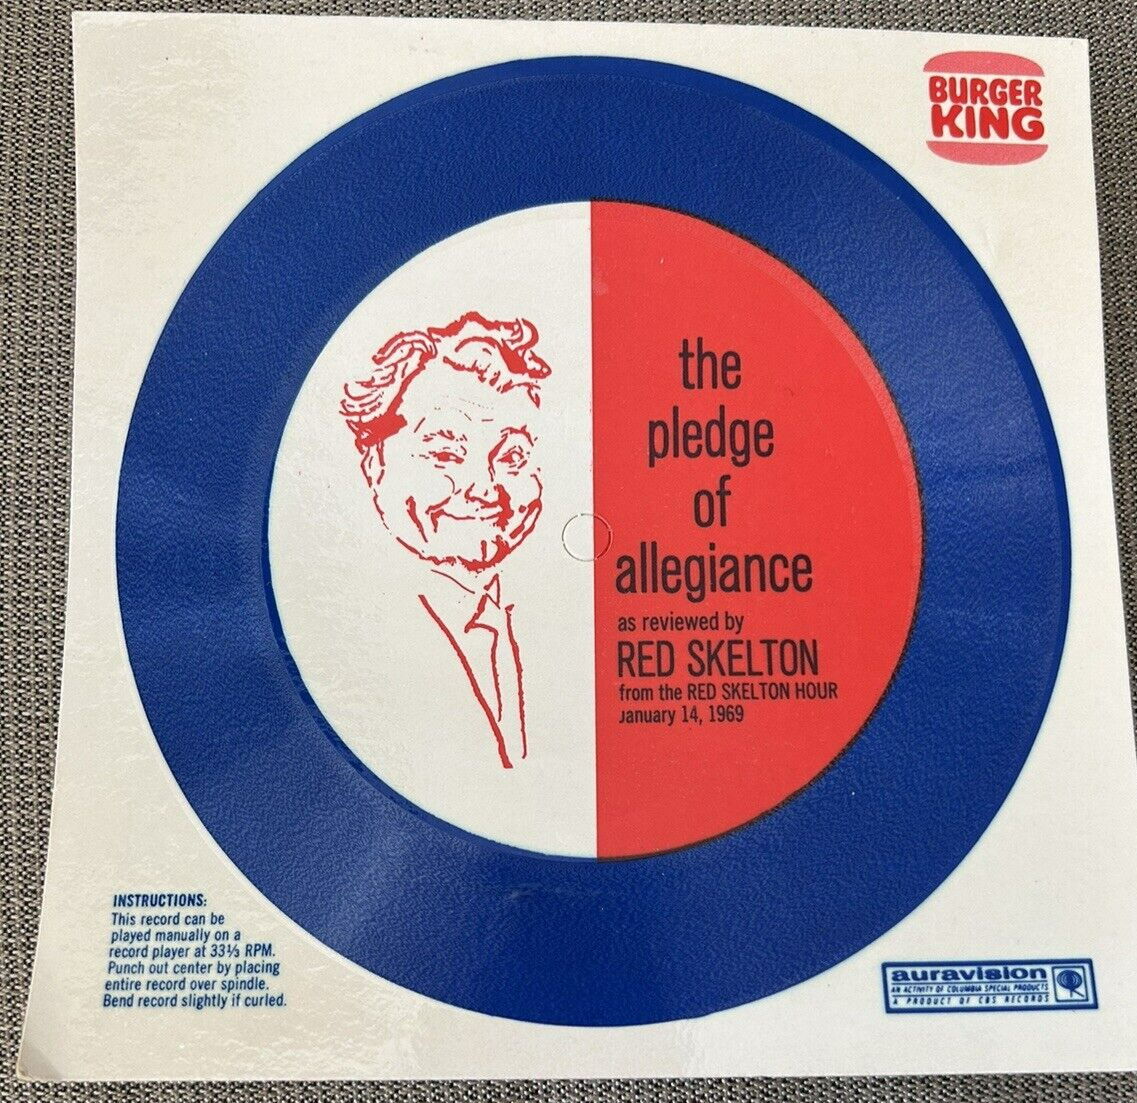 BURGER
KING
the
pledge
of
allegiance
as reviewed by
RED SKELTON
from the RED SKELTON HOUR
January 14, 1969
INSTRUCTIONS:
This record can be
played manually on a
record player at 33⅓ RPM.
Punch out center by placing
entire record over spindle.
Bend record slightly if curled.
auravision
AN ACTIVITY OF COLUMBIA SPECIAL PRODUCTS
A PRODUCT OF CBS RECORDS